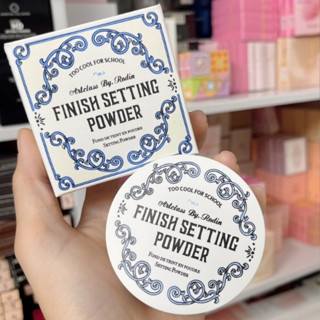 TOO COOL FOR SCHOOL
Artclass By. Rodin
FINISH SETTING
POWDER
FOND DE TEINT EN POUDRE
SETTING POWDER
TOO COOL FOR SCHOOL
Artclass By. Rodin
FINISH SETTING
POWDER
FOND DE TEINT EN POUDRE
SETTING POWDER